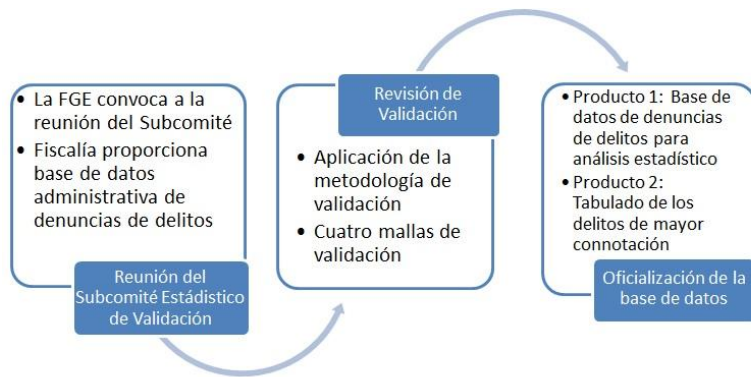 • La FGE convoca a la
reunión del Subcomité
• Fiscalía proporciona
base de datos
administrativa de
denuncias de delitos
Reunión del
Subcomité Estádistico
de Validación
Revisión de
Validación
• Aplicación de la
metodología de
validación
• Cuatro mallas de
validación
• Producto 1: Base de
datos de denuncias
de delitos para
análisis estadístico
• Producto 2:
Tabulado de los
delitos de mayor
connotación
Oficialización de la
base de datos